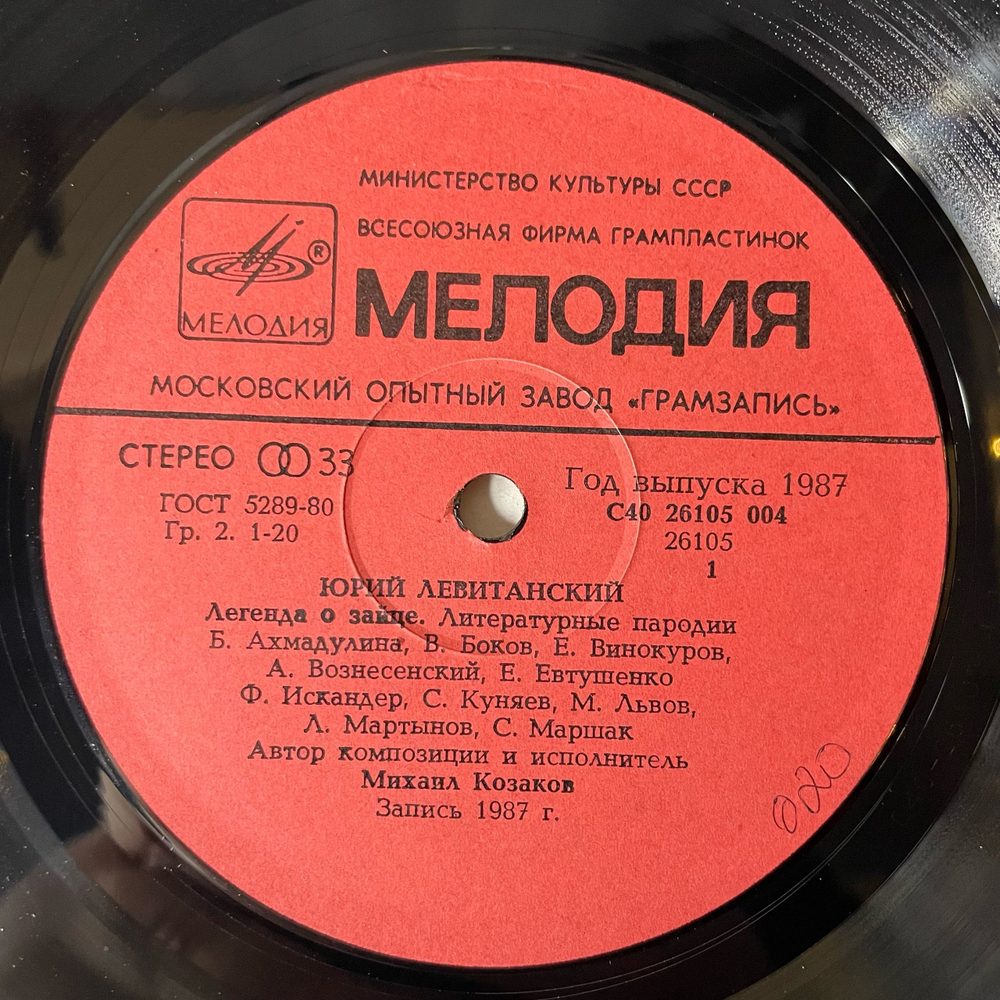 МИНИСТЕРСТВО КУЛЬТУРЫ СССР
ВСЕСОЮЗНАЯ ФИРМА ГРАМПЛАСТИНОК
МЕЛОДИЯ ®
МЕЛОДИЯ
МОСКОВСКИЙ ОПЫТНЫЙ ЗАВОД «ГРАМЗАПИСЬ»
СТЕРЕО 33
ГОСТ 5289-80
Гр. 2. 1-20
Год выпуска 1987
С40 26105 004
26105
1
ЮРИЙ ЛЕВИТАНСКИЙ
Легенда о зайце. Литературные пародии
Б. Ахмадулина, В. Боков, Е. Винокуров,
А. Вознесенский, Е. Евтушенко
Ф. Искандер, С. Куняев, М. Львов,
Л. Мартынов, С. Маршак
Автор композиции и исполнитель
Михаил Козаков
Запись 1987 г.
020